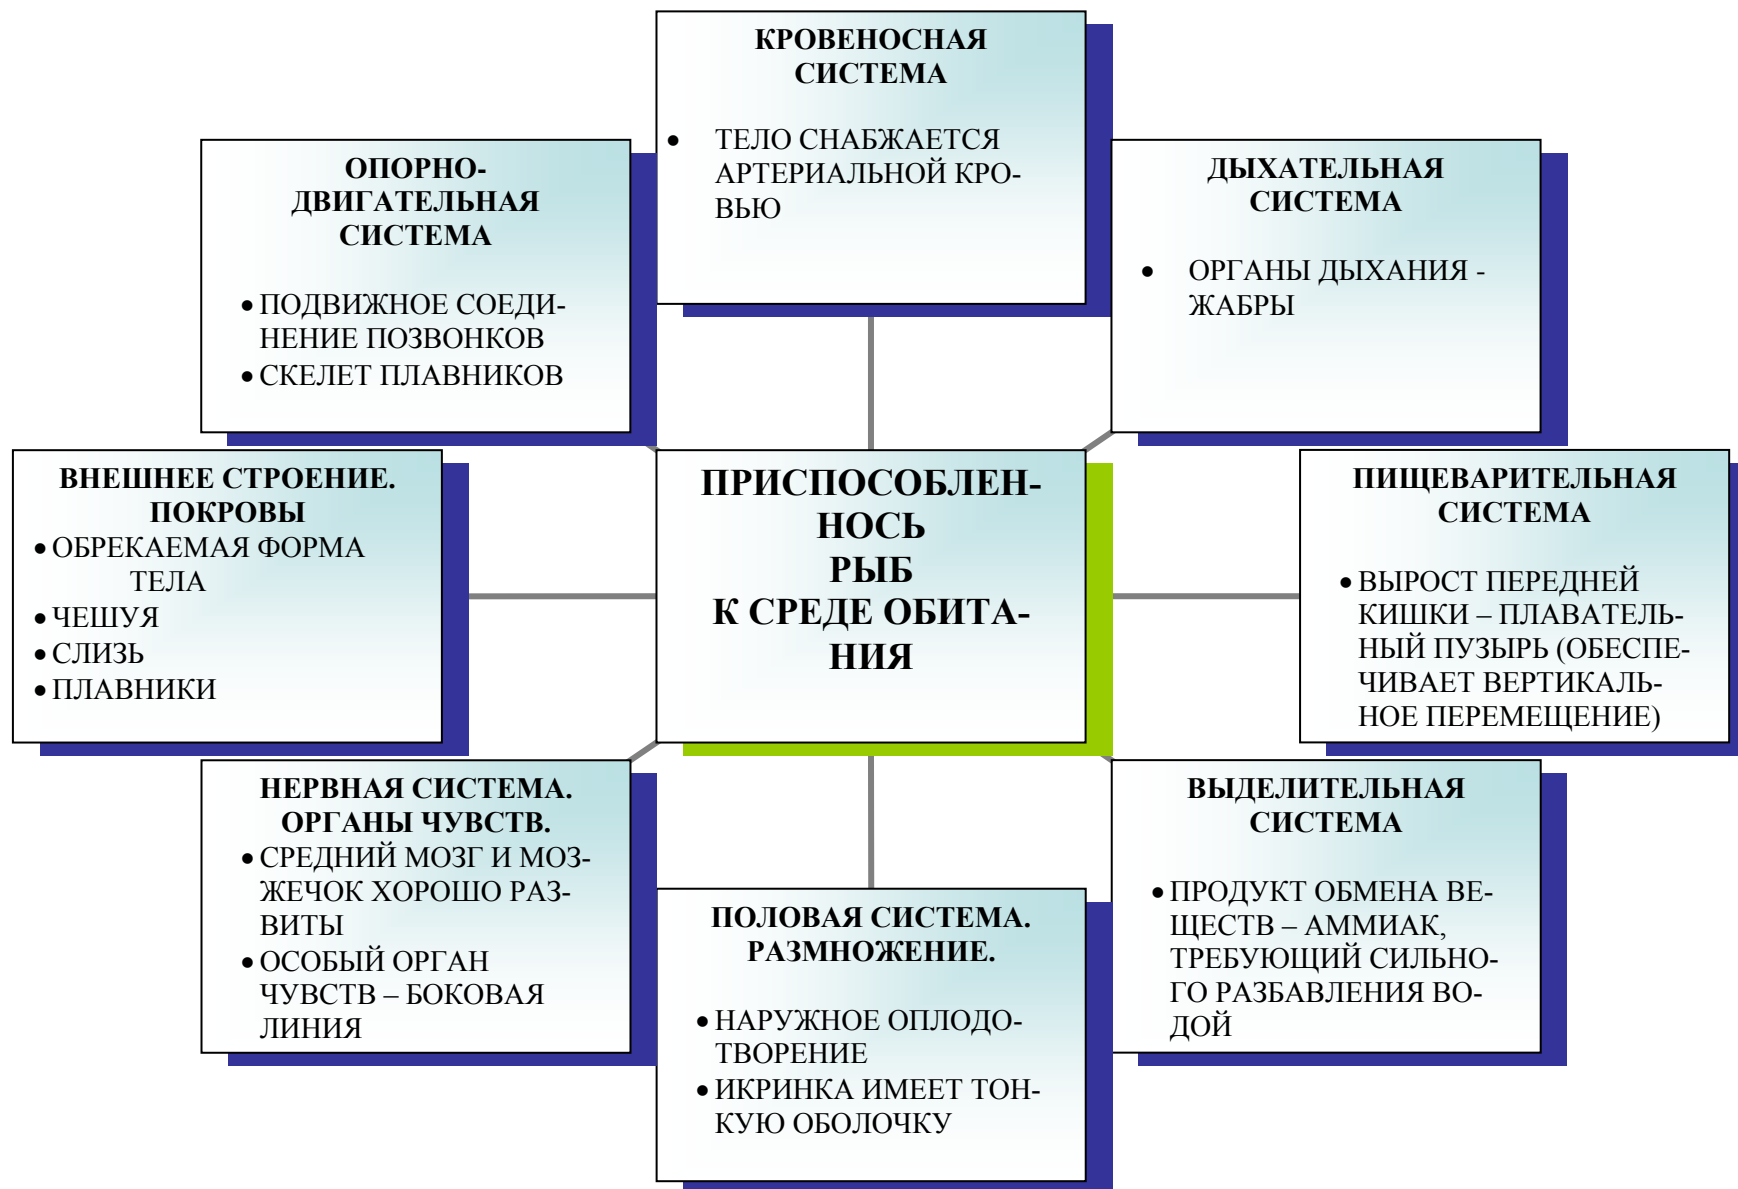 КРОВЕНОСНАЯ
СИСТЕМА
• ТЕЛО СНАБЖАЕТСЯ
АРТЕРИАЛЬНОЙ КРО-
ВЬЮ
ОПОРНО-
ДВИГАТЕЛЬНАЯ
СИСТЕМА
• ПОДВИЖНОЕ СОЕДИ-
НЕНИЕ ПОЗВОНКОВ
• СКЕЛЕТ ПЛАВНИКОВ
ДЫХАТЕЛЬНАЯ
СИСТЕМА
• ОРГАНЫ ДЫХАНИЯ -
ЖАБРЫ
ВНЕШНЕЕ СТРОЕНИЕ.
ПОКРОВЫ
• ОБРЕКАЕМАЯ ФОРМА
ТЕЛА
• ЧЕШУЯ
• СЛИЗЬ
• ПЛАВНИКИ
ПРИСПОСОБЛЕН-
НОСЬ
РЫБ
К СРЕДЕ ОБИТА-
НИЯ
ПИЩЕВАРИТЕЛЬНАЯ
СИСТЕМА
• ВЫРОСТ ПЕРЕДНЕЙ
КИШКИ – ПЛАВАТЕЛЬ-
НЫЙ ПУЗЫРЬ (ОБЕСПЕ-
ЧИВАЕТ ВЕРТИКАЛЬ-
НОЕ ПЕРЕМЕЩЕНИЕ)
НЕРВНАЯ СИСТЕМА.
ОРГАНЫ ЧУВСТВ.
• СРЕДНИЙ МОЗГ И МОЗ-
ЖЕЧОК ХОРОШО РАЗ-
ВИТЫ
• ОСОБЫЙ ОРГАН
ЧУВСТВ – БОКОВАЯ
ЛИНИЯ
ПОЛОВАЯ СИСТЕМА.
РАЗМНОЖЕНИЕ.
• НАРУЖНОЕ ОПЛОДО-
ТВОРЕНИЕ
• ИКРИНКА ИМЕЕТ ТОН-
КУЮ ОБОЛОЧКУ
ВЫДЕЛИТЕЛЬНАЯ
СИСТЕМА
• ПРОДУКТ ОБМЕНА ВЕ-
ЩЕСТВ – АММИАК,
ТРЕБУЮЩИЙ СИЛЬНО-
ГО РАЗБАВЛЕНИЯ ВО-
ДОЙ